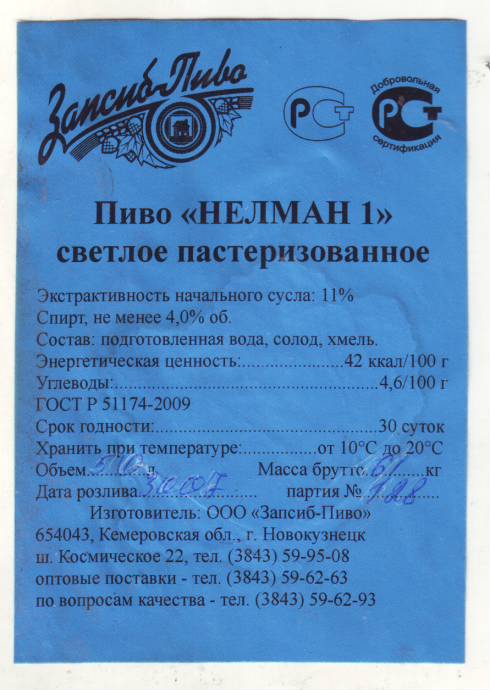 Запсиб-Пиво
РСТ
Добровольная
РСТ
сертификация
Пиво «НЕЛМАН 1»
светлое пастеризованное
Экстрактивность начального сусла: 11%
Спирт, не менее 4,0% об.
Состав: подготовленная вода, солод, хмель.
Энергетическая ценность:......................42 ккал/100 г
Углеводы:....................................................4,6/100 г
ГОСТ Р 51174-2009
Срок годности:............................................30 суток
Хранить при температуре:................от 10°С до 20°С
Объем л. Масса брутто 61 кг
Дата розлива партия № 128
Изготовитель: ООО «Запсиб-Пиво»
654043, Кемеровская обл., г. Новокузнецк
ш. Космическое 22, тел. (3843) 59-95-08
оптовые поставки - тел. (3843) 59-62-63
по вопросам качества - тел. (3843) 59-62-93